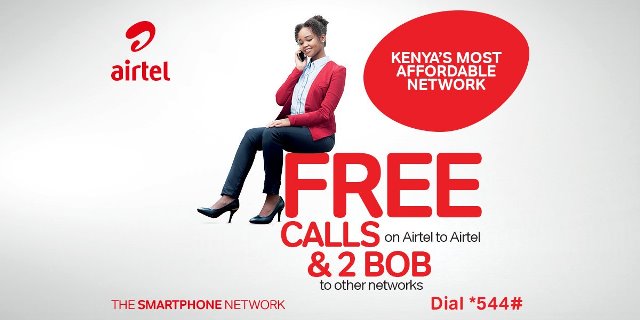 airtel
KENYA'S MOST
AFFORDABLE
NETWORK
FREE
CALLS on Airtel to Airtel
& 2 BOB
to other networks
THE SMARTPHONE NETWORK
Dial *544#